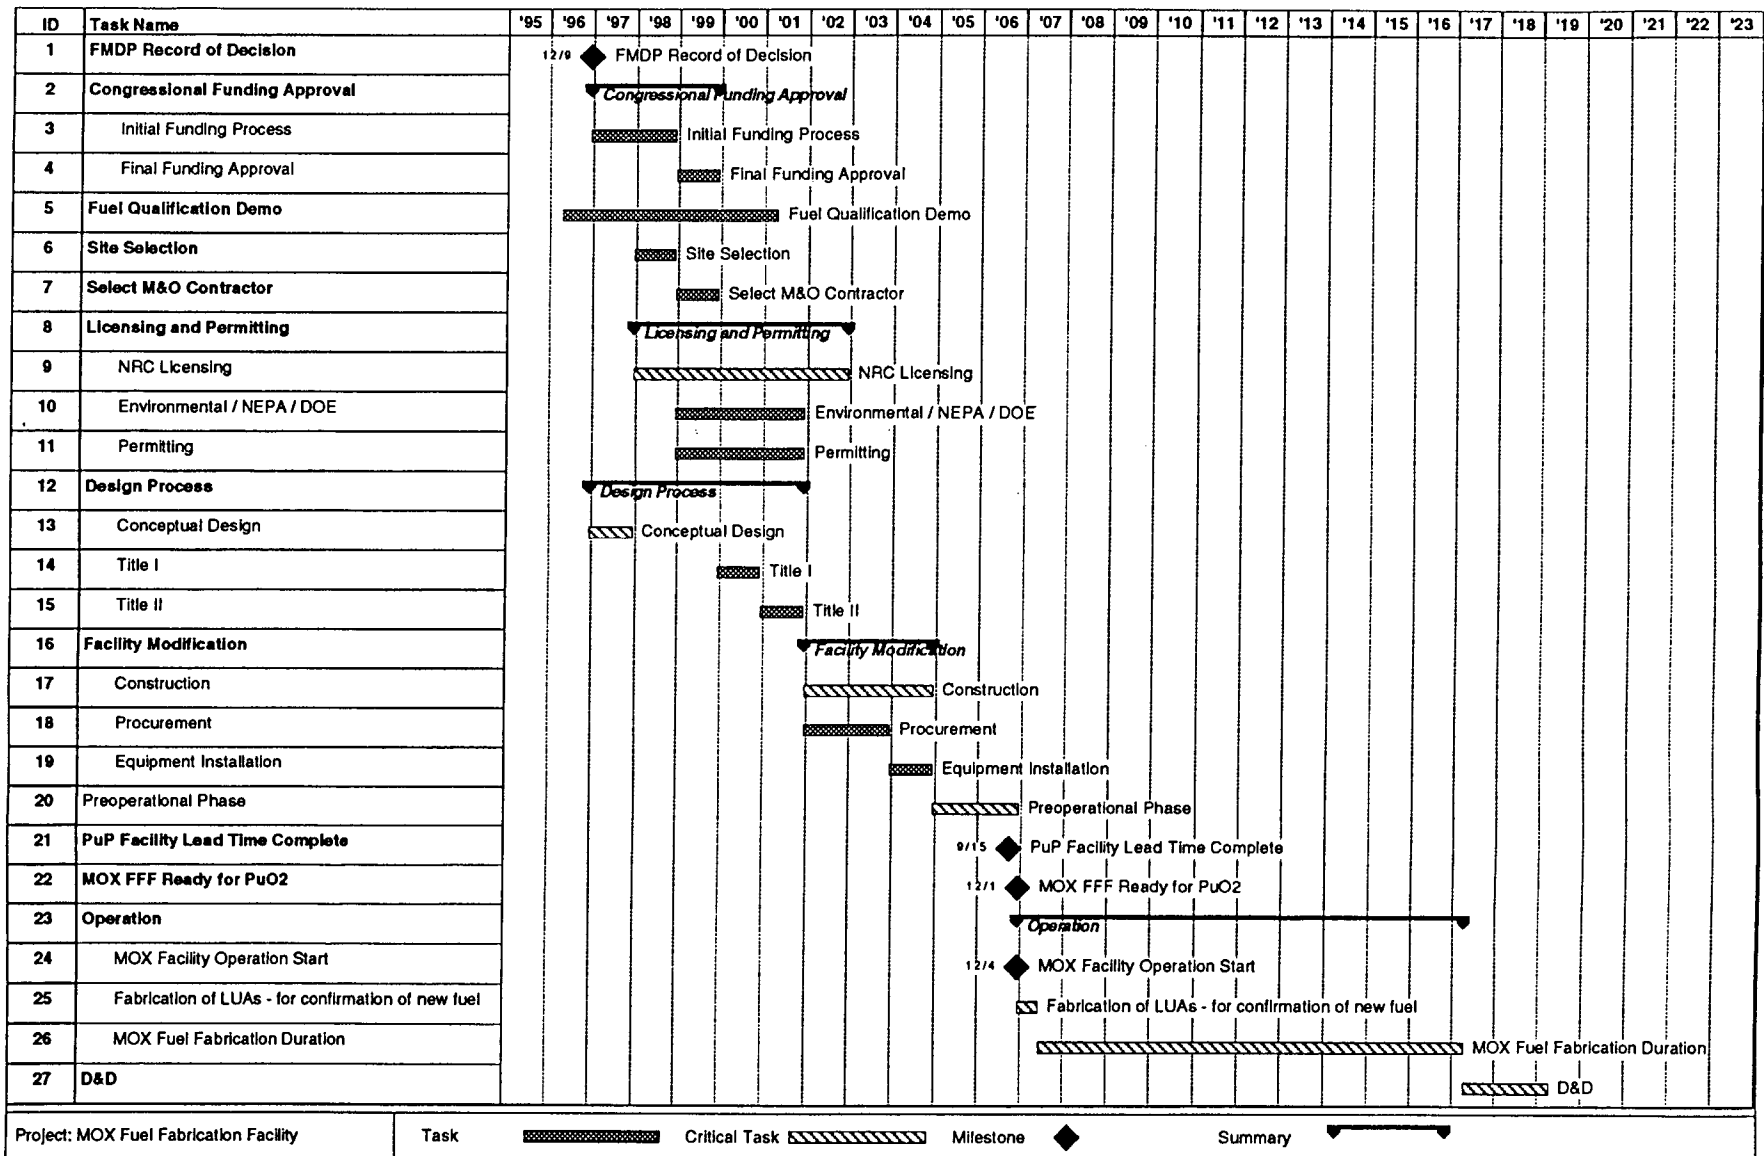 ID Task Name '95 '96 '97 '98 '99 '00 '01 '02 '03 '04 '05 '06 '07 '08 '09 '10 '11 '12 '13 '14 '15 '16 '17 '18 '19 '20 '21 '22 '23
1 FMDP Record of Decision 12/9 FMDP Record of Decision
2 Congressional Funding Approval Congressional Funding Approval
3 Initial Funding Process Initial Funding Process
4 Final Funding Approval Final Funding Approval
5 Fuel Qualification Demo Fuel Qualification Demo
6 Site Selection Site Selection
7 Select M&O Contractor Select M&O Contractor
8 Licensing and Permitting Licensing and Permitting
9 NRC Licensing NRC Licensing
10 Environmental / NEPA / DOE Environmental / NEPA / DOE
11 Permitting Permitting
12 Design Process Design Process
13 Conceptual Design Conceptual Design
14 Title I Title I
15 Title II Title II
16 Facility Modification Facility Modification
17 Construction Construction
18 Procurement Procurement
19 Equipment Installation Equipment Installation
20 Preoperational Phase Preoperational Phase
21 PuP Facility Lead Time Complete 9/15 PuP Facility Lead Time Complete
22 MOX FFF Ready for PuO2 12/1 MOX FFF Ready for PuO2
23 Operation Operation
24 MOX Facility Operation Start 12/4 MOX Facility Operation Start
25 Fabrication of LUAs - for confirmation of new fuel Fabrication of LUAs - for confirmation of new fuel
26 MOX Fuel Fabrication Duration MOX Fuel Fabrication Duration
27 D&D D&D
Project: MOX Fuel Fabrication Facility Task Critical Task Milestone Summary